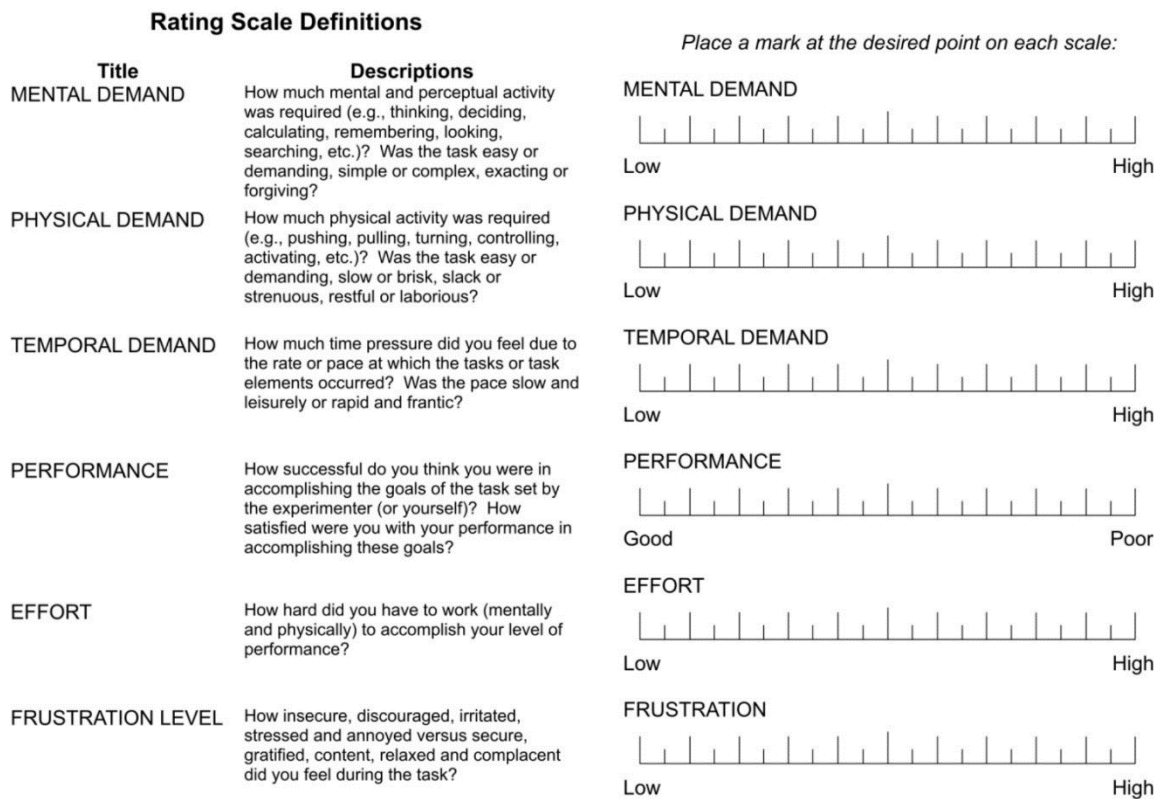 Rating Scale Definitions
Title Descriptions
MENTAL DEMAND
How much mental and perceptual activity
was required (e.g., thinking, deciding,
calculating, remembering, looking,
searching, etc.)? Was the task easy or
demanding, simple or complex, exacting or
forgiving?
PHYSICAL DEMAND
How much physical activity was required
(e.g., pushing, pulling, turning, controlling,
activating, etc.)? Was the task easy or
demanding, slow or brisk, slack or
strenuous, restful or laborious?
TEMPORAL DEMAND
How much time pressure did you feel due to
the rate or pace at which the tasks or task
elements occurred? Was the pace slow and
leisurely or rapid and frantic?
PERFORMANCE
How successful do you think you were in
accomplishing the goals of the task set by
the experimenter (or yourself)? How
satisfied were you with your performance in
accomplishing these goals?
EFFORT
How hard did you have to work (mentally
and physically) to accomplish your level of
performance?
FRUSTRATION LEVEL
How insecure, discouraged, irritated,
stressed and annoyed versus secure,
gratified, content, relaxed and complacent
did you feel during the task?
Place a mark at the desired point on each scale:
MENTAL DEMAND
Low High
PHYSICAL DEMAND
Low High
TEMPORAL DEMAND
Low High
PERFORMANCE
Good Poor
EFFORT
Low High
FRUSTRATION
Low High